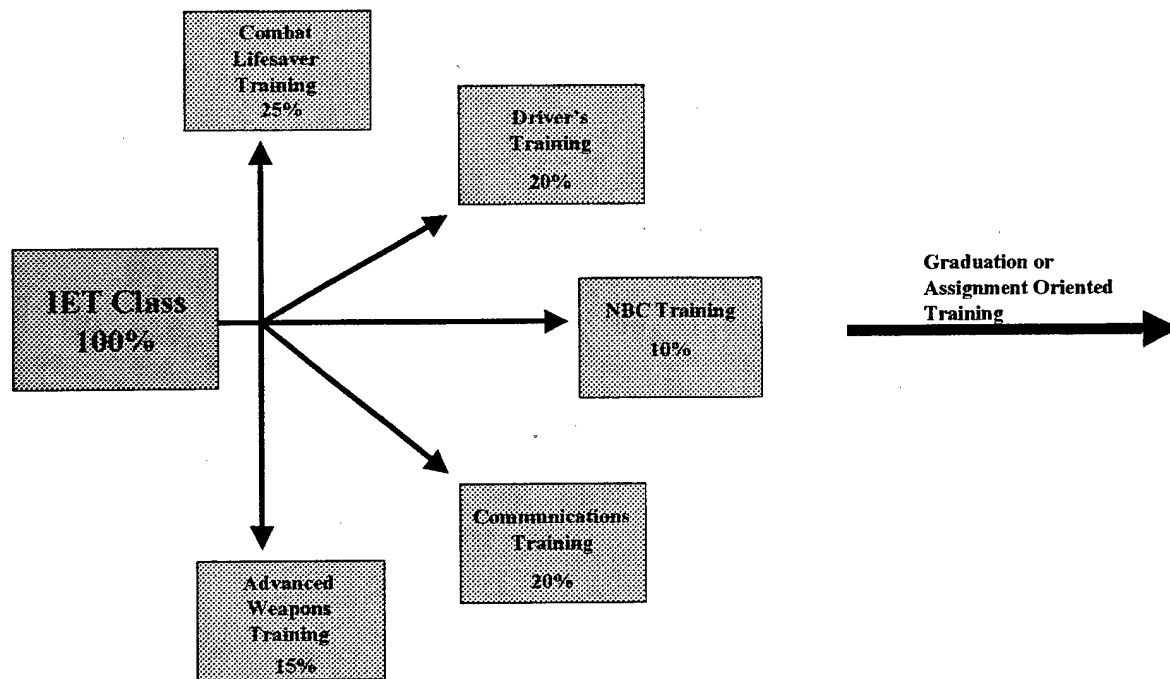 Combat
Lifesaver
Training
25%
Driver's
Training
20%
IET Class
100%
NBC Training
10%
Graduation or
Assignment Oriented
Training
Communications
Training
20%
Advanced
Weapons
Training
15%